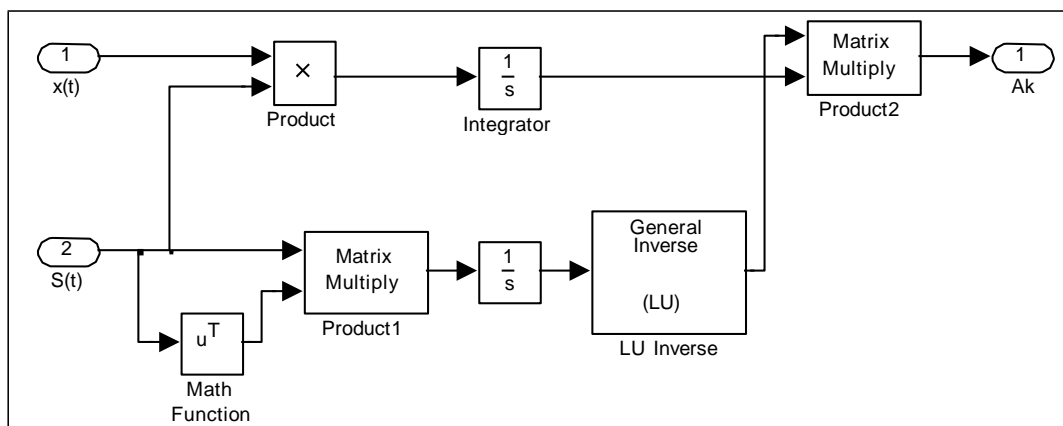 1
x(t)
×
Product
1
s
Integrator
Matrix
Multiply
Product2
1
Ak
2
S(t)
uT
Math
Function
Matrix
Multiply
Product1
1
s
General
Inverse
(LU)
LU Inverse